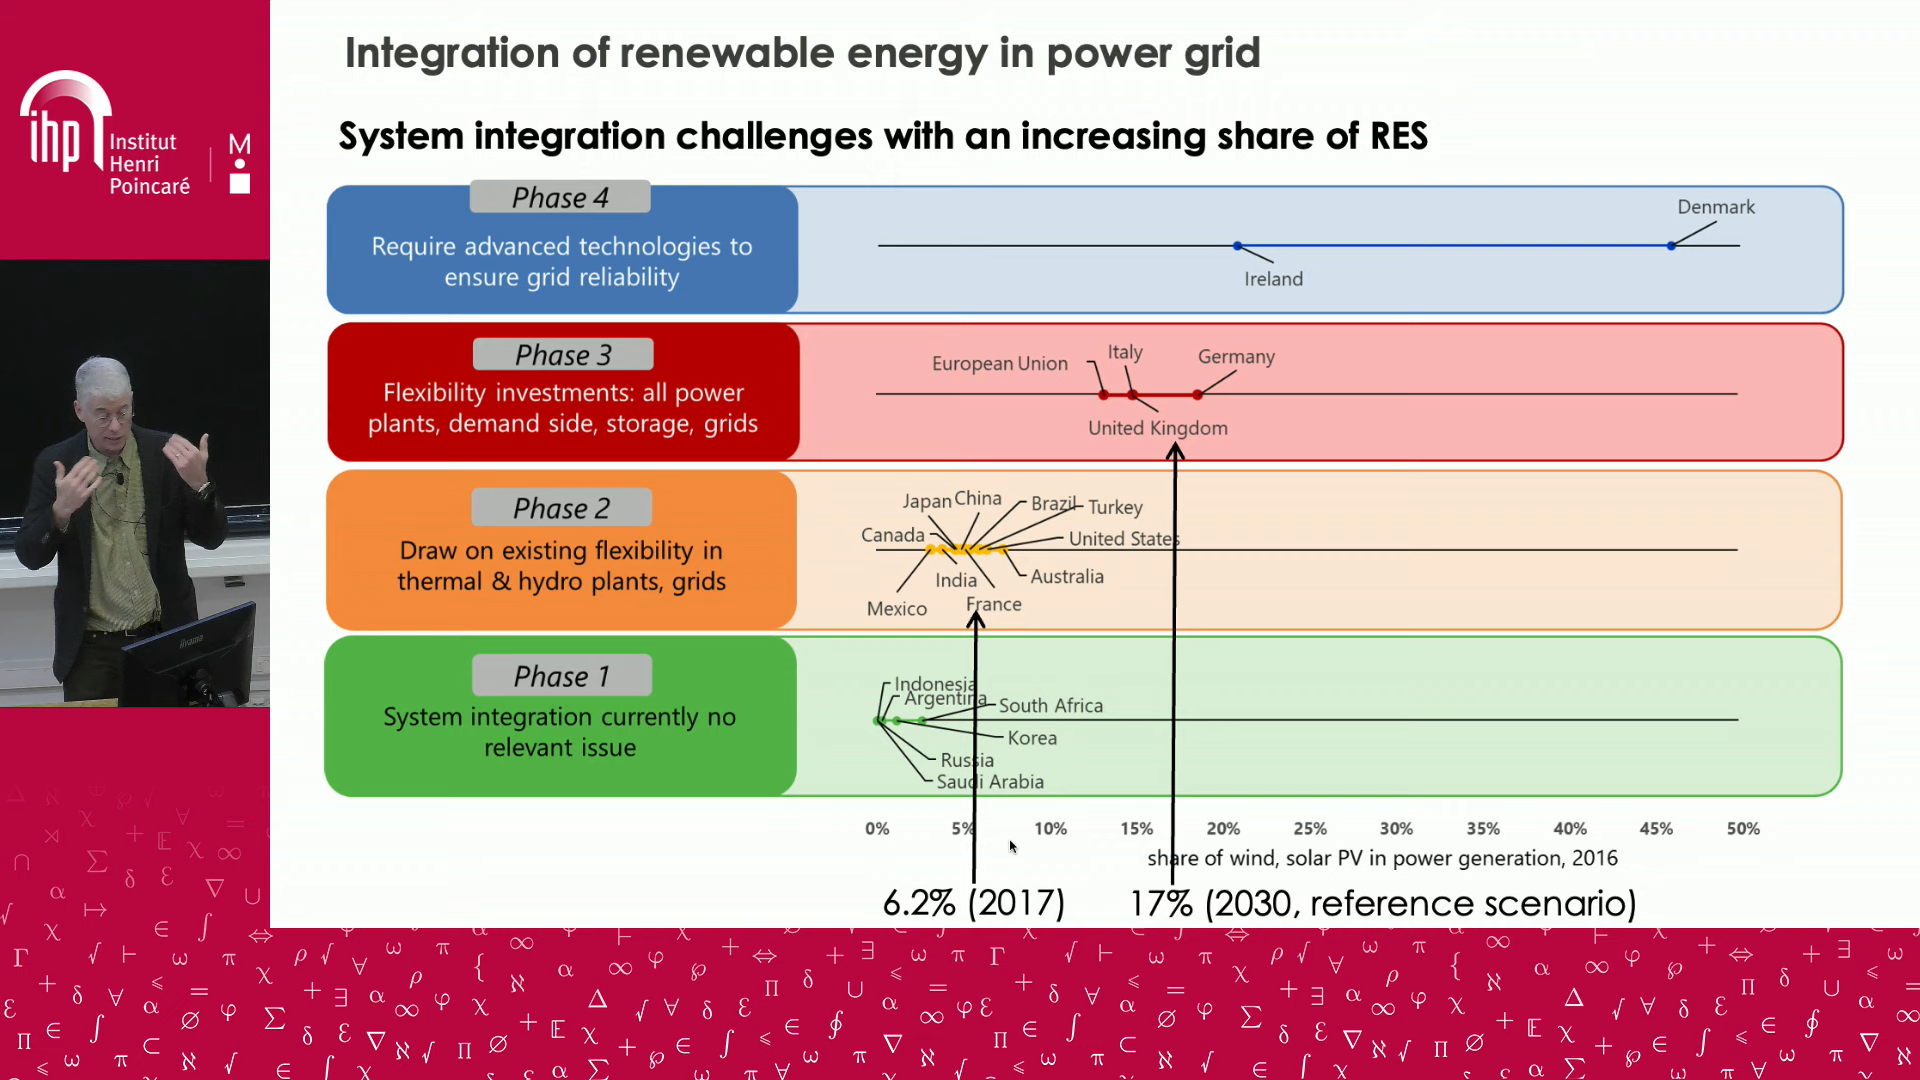 Integration of renewable energy in power grid
ihp
Institut
Henri
Poincaré
M
System integration challenges with an increasing share of RES
Phase 4
Require advanced technologies to
ensure grid reliability
Denmark
Ireland
Phase 3
Flexibility investments: all power
plants, demand side, storage, grids
European Union
Italy
Germany
United Kingdom
Phase 2
Draw on existing flexibility in
thermal & hydro plants, grids
Japan
China
Brazil
Turkey
Canada
United States
India
Australia
Mexico
France
Phase 1
System integration currently no
relevant issue
Indonesia
Argentina
South Africa
Korea
Russia
Saudi Arabia
0% 5% 10% 15% 20% 25% 30% 35% 40% 45% 50%
share of wind, solar PV in power generation, 2016
6.2% (2017) 17% (2030, reference scenario)
iiyama